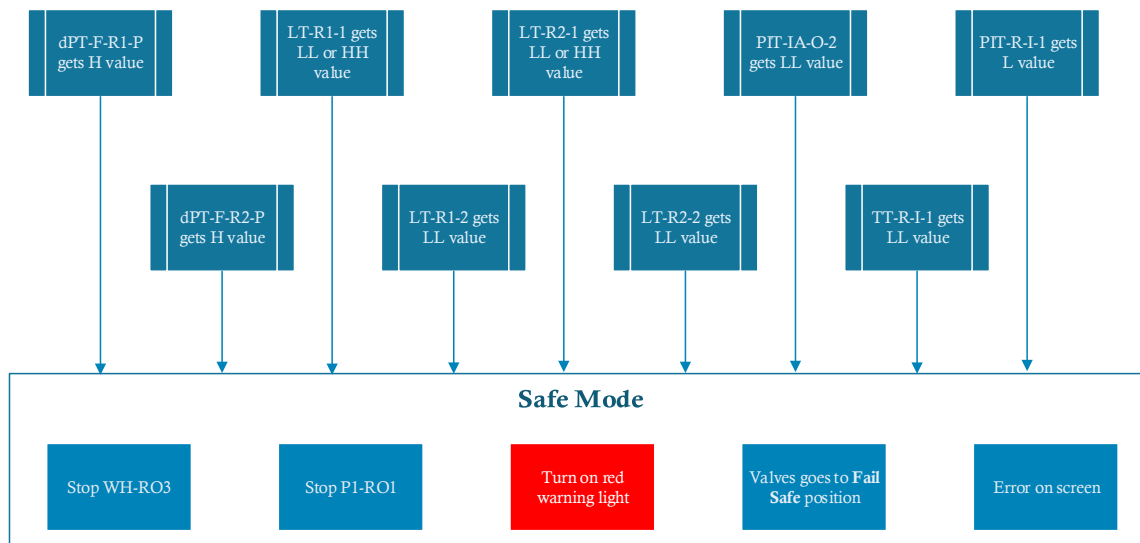 dPT-F-R1-P
gets H value
LT-R1-1 gets
LL or HH
value
LT-R2-1 gets
LL or HH
value
PIT-IA-O-2
gets LL value
PIT-R-I-1 gets
L value
dPT-F-R2-P
gets H value
LT-R1-2 gets
LL value
LT-R2-2 gets
LL value
TT-R-I-1 gets
LL value
Safe Mode
Stop WH-RO3
Stop P1-RO1
Turn on red
warning light
Valves goes to Fail
Safe position
Error on screen